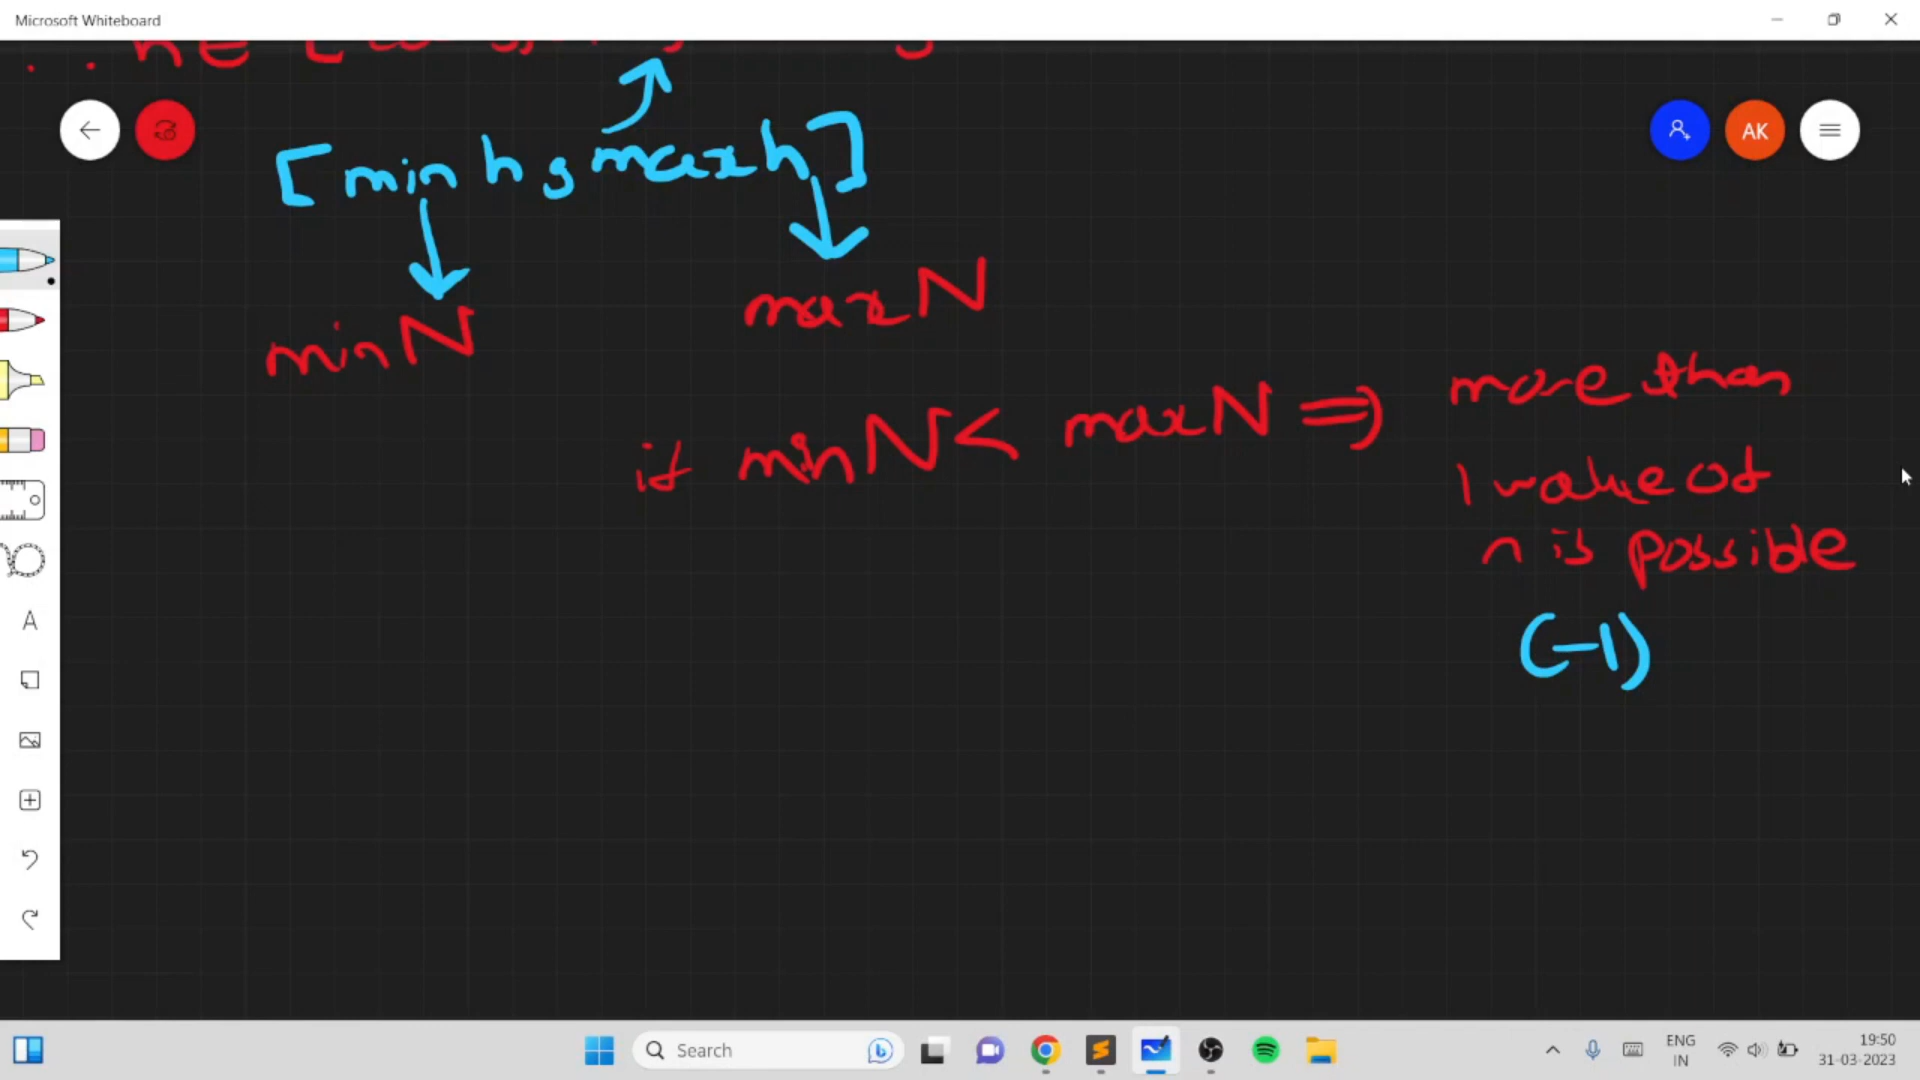 Microsoft Whiteboard
[min h, max h]
min N
max N
if min N < max N ⇒ more than
1 value of
n is possible
(-1)
AK
A
Search
ENG
IN
19:50
31-03-2023